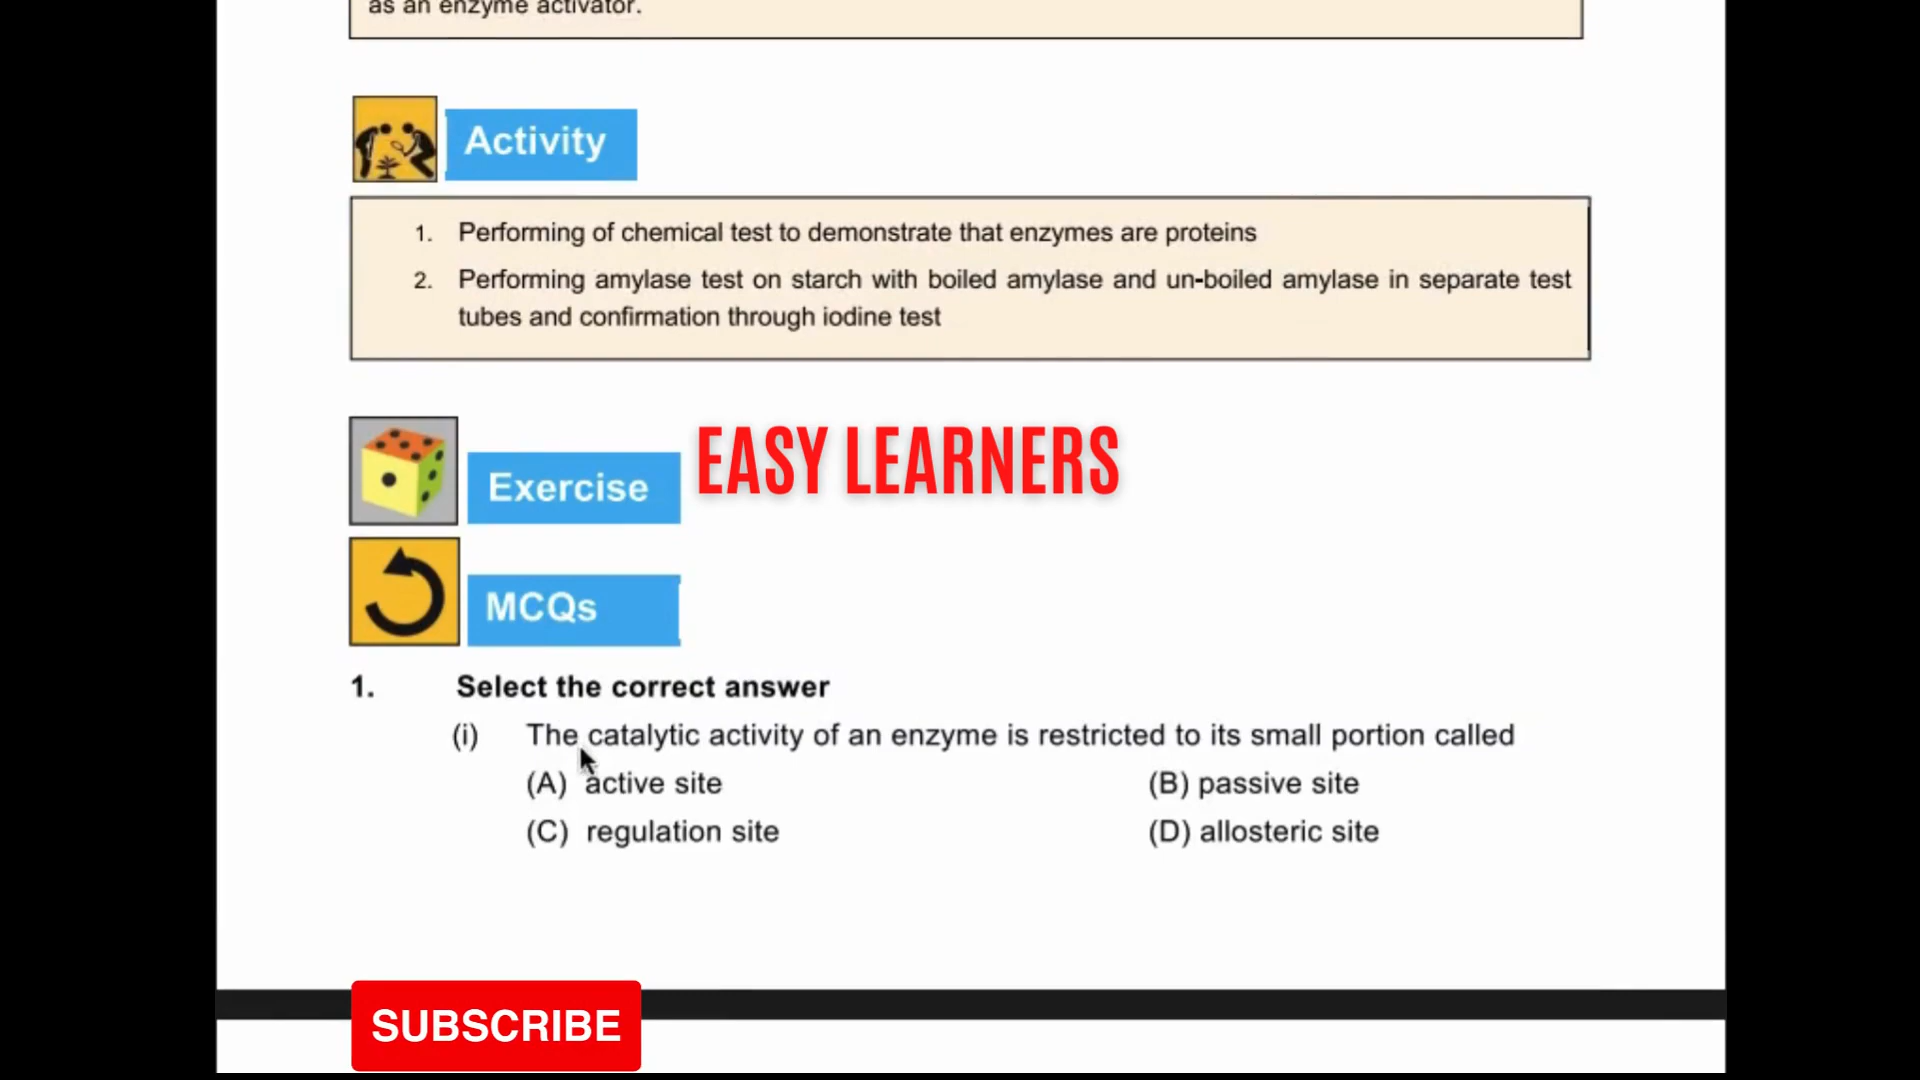 as an enzyme activator.
Activity
1. Performing of chemical test to demonstrate that enzymes are proteins
2. Performing amylase test on starch with boiled amylase and un-boiled amylase in separate test
tubes and confirmation through iodine test
Exercise
EASY LEARNERS
MCQs
1. Select the correct answer
(i) The catalytic activity of an enzyme is restricted to its small portion called
(A) active site (B) passive site
(C) regulation site (D) allosteric site
SUBSCRIBE